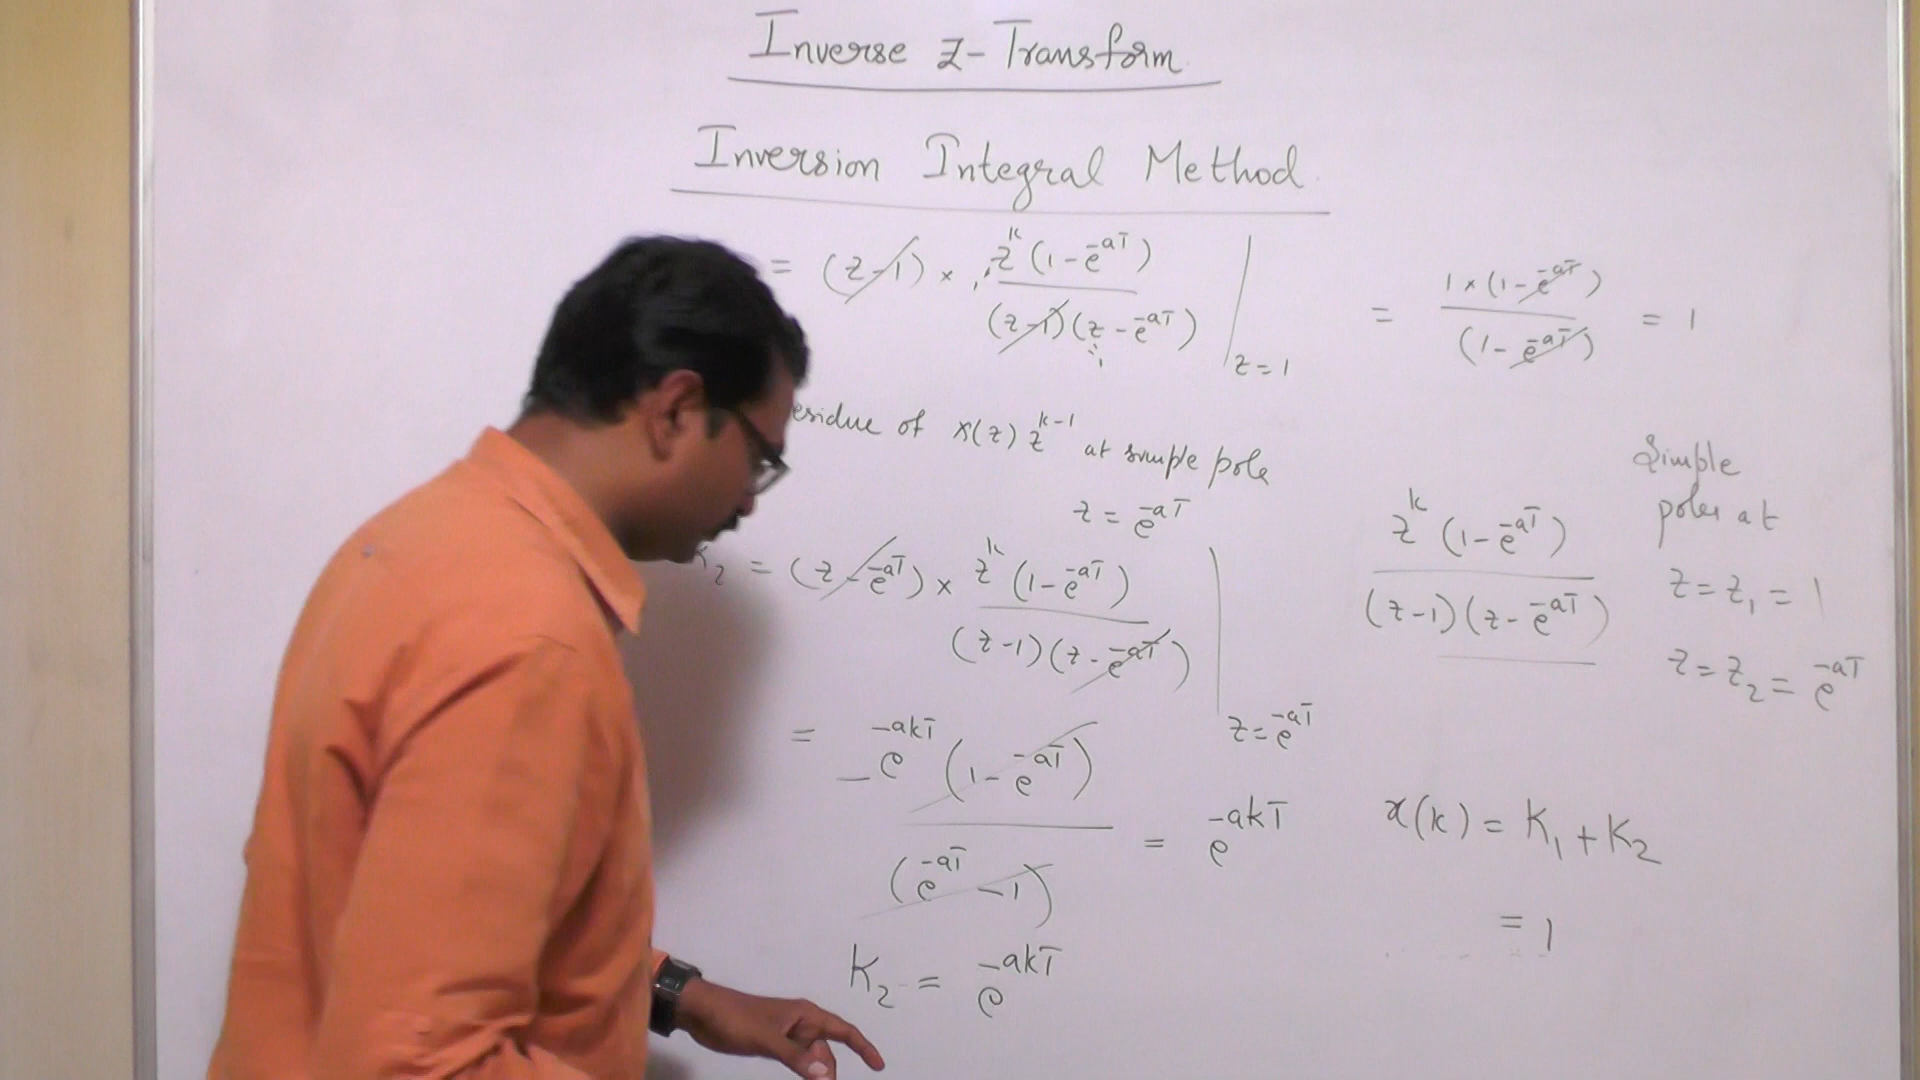 Inverse z-Transform
Inversion Integral Method
= (z-1) × z^k (1-e^-aT) / (z-1)(z-e^-aT) | z=1 = 1×(1-e^-aT) / (1-e^-aT) = 1
esidue of X(z) z^k-1 at simple pole
z = e^-aT
K2 = (z-e^-aT) × z^k (1-e^-aT) / (z-1)(z-e^-aT) | z=e^-aT
= -e^-akT (1-e^-aT) / (e^-aT -1) = e^-akT
K2 = e^-akT
z^k (1-e^-aT) / (z-1)(z-e^-aT)
Simple
poles at
z = z1 = 1
z = z2 = e^-aT
x(k) = K1 + K2
= 1